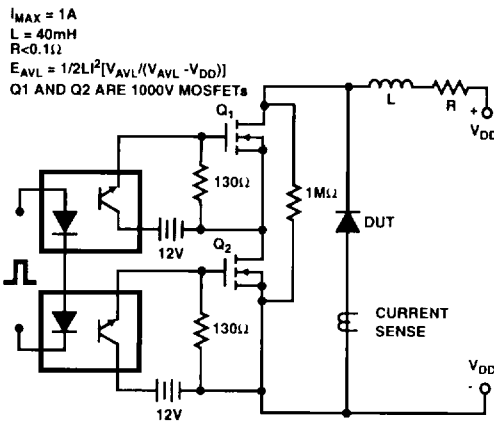 IMAX = 1A
L = 40mH
R<0.1Ω
EAVL = 1/2LI²[VAVL/(VAVL -VDD)]
Q1 AND Q2 ARE 1000V MOSFETs
Q1
L
R
+
VDD
130Ω
1MΩ
12V
DUT
Q2
130Ω
CURRENT
SENSE
12V
VDD
-